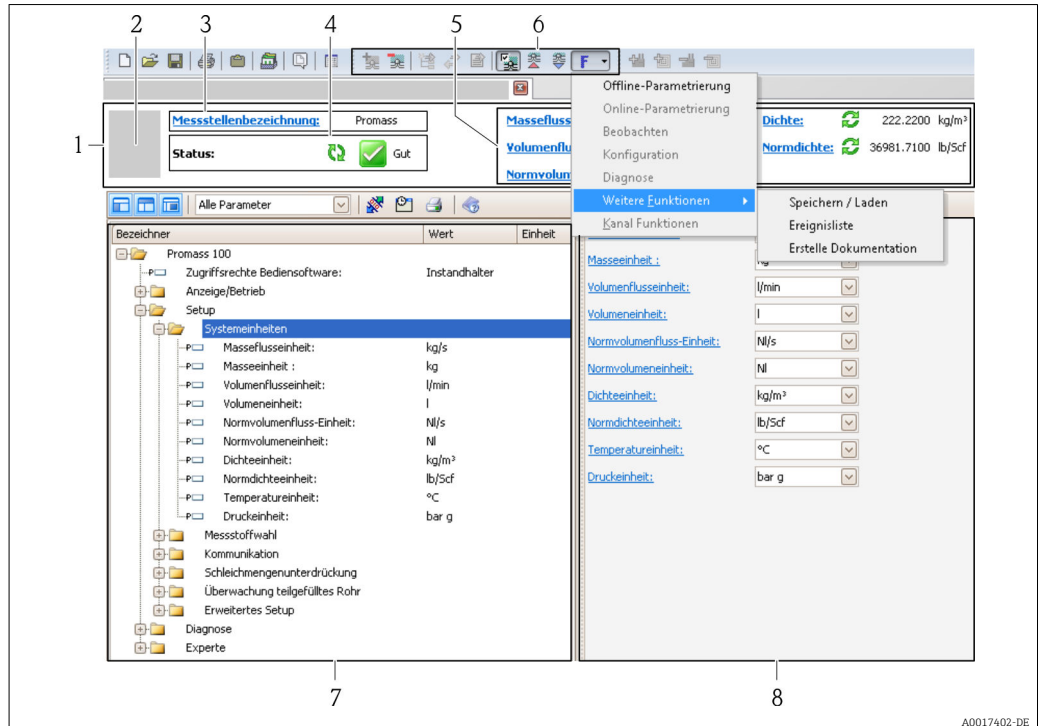 2 3 4 5 6
F
Offline-Parametrierung
Online-Parametrierung
Beobachten
Konfiguration
Diagnose
Weitere Funktionen
Kanal Funktionen
Speichern / Laden
Ereignisliste
Erstelle Dokumentation
1
Messstellenbezeichnung: Promass
Status: Gut
Massefluss
Volumenflu
Normvolum
Dichte: 222.2200 kg/m³
Normdichte: 36981.7100 lb/Scf
Alle Parameter
Bezeichner Wert Einheit
Promass 100
Zugriffsrechte Bediensoftware: Instandhalter
Anzeige/Betrieb
Setup
Systemeinheiten
Masseflusseinheit: kg/s
Masseeinheit : kg
Volumenflusseinheit: l/min
Volumeneinheit: l
Normvolumenfluss-Einheit: Nl/s
Normvolumeneinheit: Nl
Dichteeinheit: kg/m³
Normdichteeinheit: lb/Scf
Temperatureinheit: °C
Druckeinheit: bar g
Messstoffwahl
Kommunikation
Schleichmengenunterdrückung
Überwachung teilgefülltes Rohr
Erweitertes Setup
Diagnose
Experte
Masseeinheit :
Volumenflusseinheit: l/min
Volumeneinheit: l
Normvolumenfluss-Einheit: Nl/s
Normvolumeneinheit: Nl
Dichteeinheit: kg/m³
Normdichteeinheit: lb/Scf
Temperatureinheit: °C
Druckeinheit: bar g
7 8
A0017402-DE